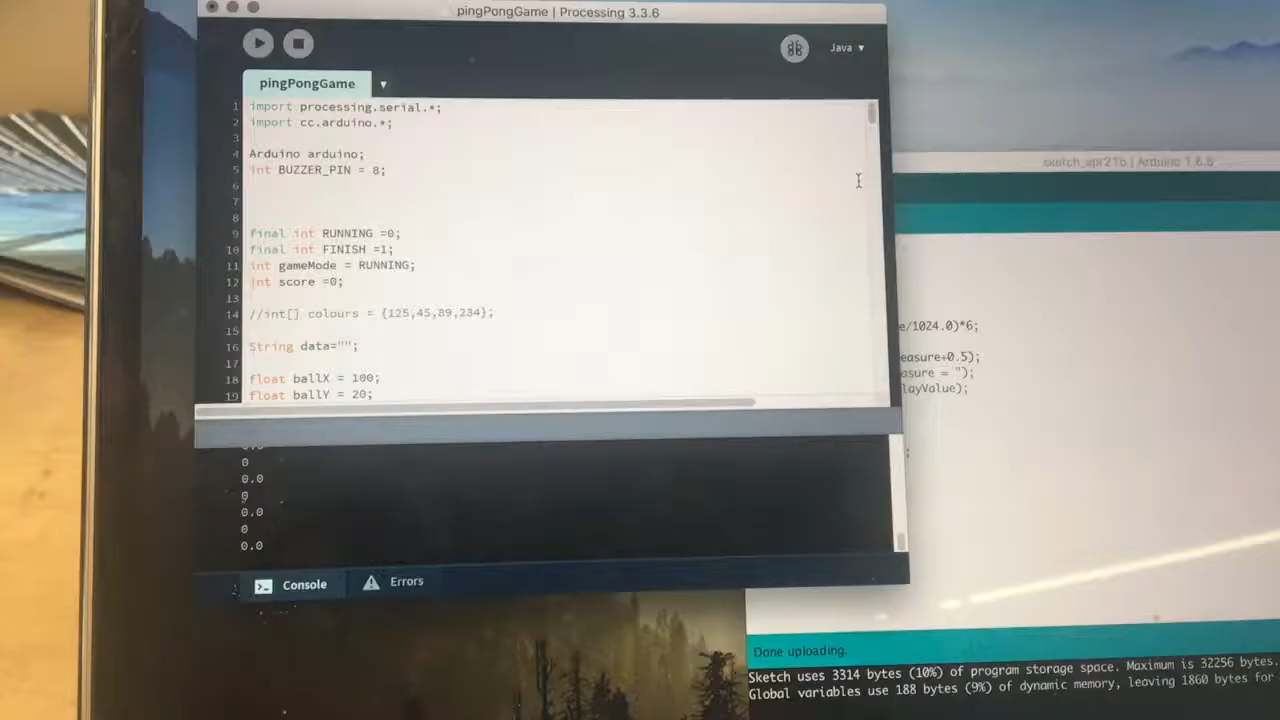 pingPongGame | Processing 3.3.6
Java ▼
pingPongGame ▼
1 import processing.serial.*;
2 import cc.arduino.*;
3
4 Arduino arduino;
5 int BUZZER_PIN = 8;
6
7
8
9 final int RUNNING =0;
10 final int FINISH =1;
11 int gameMode = RUNNING;
12 int score =0;
13
14 //int[] colours = {125,45,89,234};
15
16 String data="";
17
18 float ballX = 100;
19 float ballY = 20;
0
0.0
0
0.0
0
0.0
Console
Errors
sketch_apr21b | Arduino 1.8.5
e/1024.0)*6;
easure+0.5);
asure = ");
layValue);
;
Done uploading.
Sketch uses 3314 bytes (10%) of program storage space. Maximum is 32256 bytes.
Global variables use 188 bytes (9%) of dynamic memory, leaving 1860 bytes for